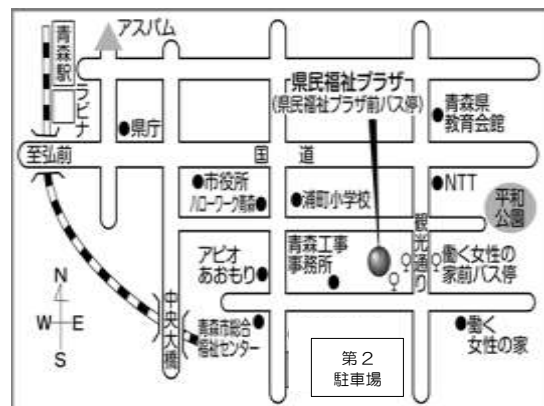 アスパム
青森駅
ラビナ
県民福祉プラザ
(県民福祉プラザ前バス停)
青森県
教育会館
県庁
至弘前
国道
市役所
ハローワーク青森
浦町小学校
NTT
平和
公園
観光通り
アピオ
あおもり
青森工事
事務所
働く女性の
家前バス停
N
W
E
S
中央大橋
青森市総合
福祉センター
第2
駐車場
働く
女性の家